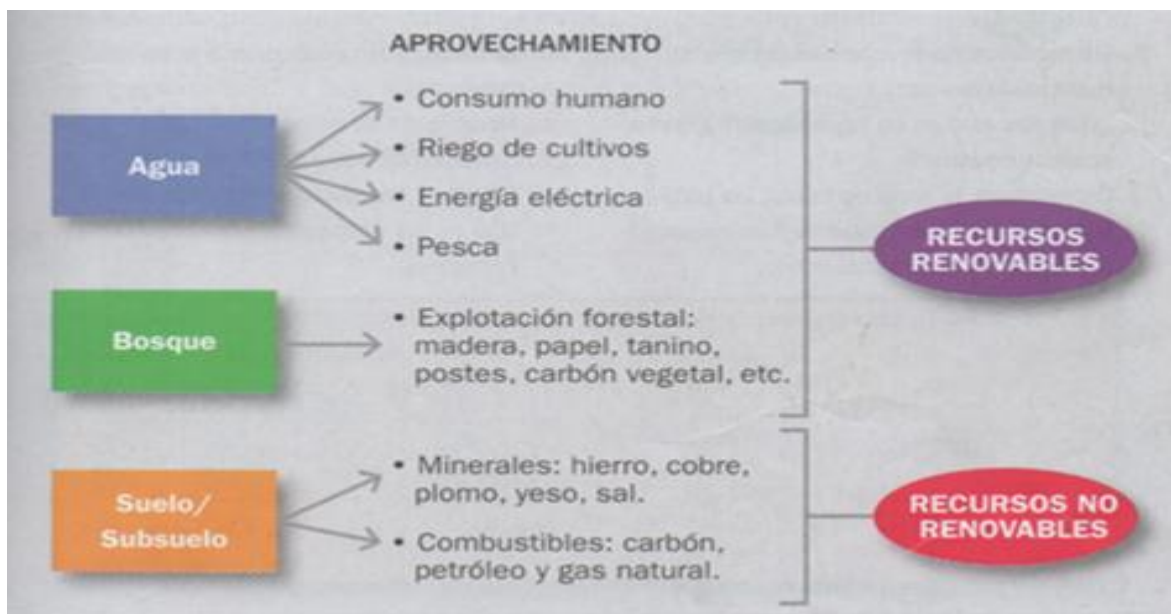 APROVECHAMIENTO
Agua
• Consumo humano
• Riego de cultivos
• Energía eléctrica
• Pesca
Bosque
• Explotación forestal:
madera, papel, tanino,
postes, carbón vegetal, etc.
RECURSOS
RENOVABLES
Suelo/
Subsuelo
• Minerales: hierro, cobre,
plomo, yeso, sal.
• Combustibles: carbón,
petróleo y gas natural.
RECURSOS NO
RENOVABLES